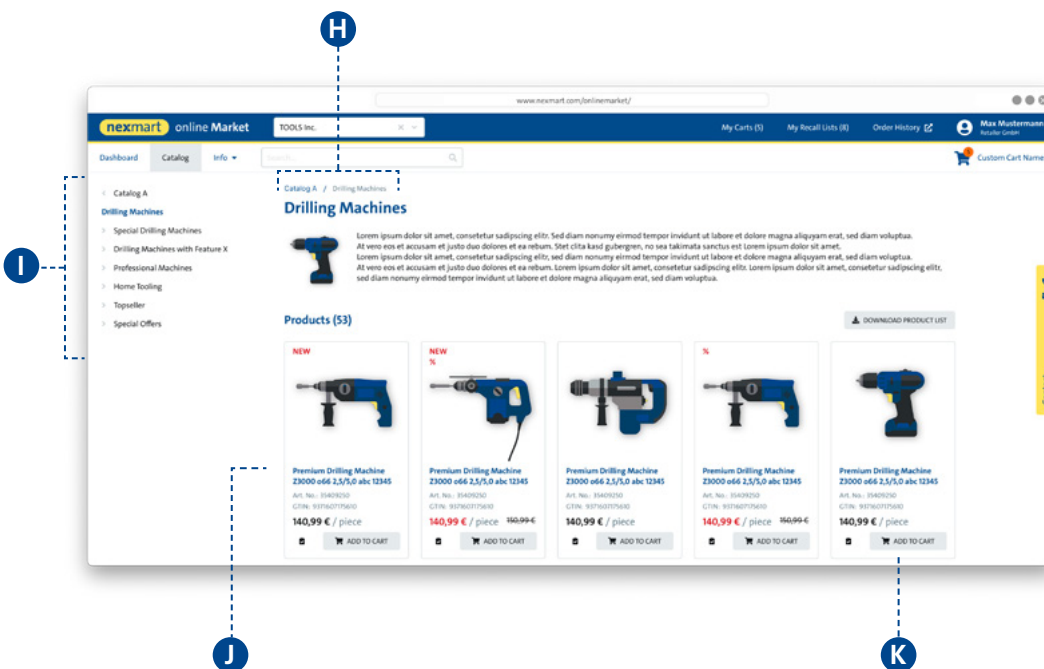 H
www.nexmart.com/onlinemarket/
nexmart online Market
TOOLS Inc.
My Carts (5)
My Recall Lists (8)
Order History
Max Mustermann
Retailer GmbH
Dashboard
Catalog
Info
Search...
1
Custom Cart Name
Catalog A / Drilling Machines
Catalog A
Drilling Machines
Special Drilling Machines
Drilling Machines with Feature X
Professional Machines
Home Tooling
Topseller
Special Offers
I
Drilling Machines
Lorem ipsum dolor sit amet, consetetur sadipscing elitr. Sed diam nonumy eirmod tempor invidunt ut labore et dolore magna aliquyam erat, sed diam voluptua.
At vero eos et accusam et justo duo dolores et ea rebum. Stet clita kasd gubergren, no sea takimata sanctus est Lorem ipsum dolor sit amet.
Lorem ipsum dolor sit amet, consetetur sadipscing elitr, sed diam nonumy eirmod tempor invidunt ut labore et dolore magna aliquyam erat, sed diam voluptua.
At vero eos et accusam et justo duo dolores et ea rebum. Lorem ipsum dolor sit amet, consetetur sadipscing elitr. Lorem ipsum dolor sit amet, consetetur sadipscing elitr,
sed diam nonumy eirmod tempor invidunt ut labore et dolore magna aliquyam erat, sed diam voluptua.
Products (53)
DOWNLOAD PRODUCT LIST
NEW
Premium Drilling Machine
Z3000 o66 2,5/5,0 abc 12345
Art. No.: 35409250
GTIN: 9371607175610
140,99 € / piece
ADD TO CART
NEW
%
Premium Drilling Machine
Z3000 o66 2,5/5,0 abc 12345
Art. No.: 35409250
GTIN: 9371607175610
140,99 € / piece 150,99 €
ADD TO CART
Premium Drilling Machine
Z3000 o66 2,5/5,0 abc 12345
Art. No.: 35409250
GTIN: 9371607175610
140,99 € / piece
ADD TO CART
%
Premium Drilling Machine
Z3000 o66 2,5/5,0 abc 12345
Art. No.: 35409250
GTIN: 9371607175610
140,99 € / piece 150,99 €
ADD TO CART
Premium Drilling Machine
Z3000 o66 2,5/5,0 abc 12345
Art. No.: 35409250
GTIN: 9371607175610
140,99 € / piece
ADD TO CART
J
K